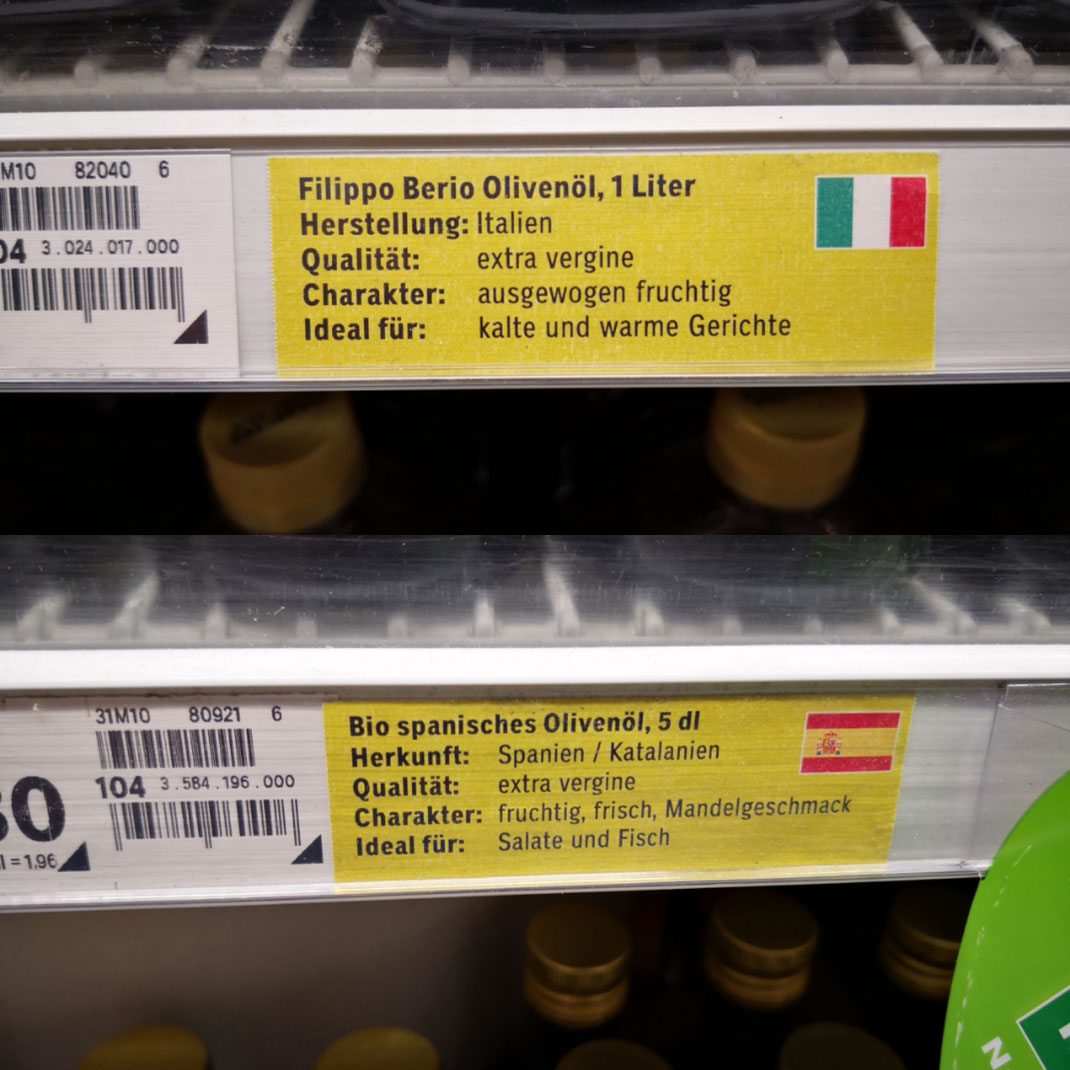 M10 82040 6
04 3.024.017.000
Filippo Berio Olivenöl, 1 Liter
Herstellung: Italien
Qualität: extra vergine
Charakter: ausgewogen fruchtig
Ideal für: kalte und warme Gerichte
31M10 80921 6
104 3.584.196.000
80
l = 1.96
Bio spanisches Olivenöl, 5 dl
Herkunft: Spanien / Katalanien
Qualität: extra vergine
Charakter: fruchtig, frisch, Mandelgeschmack
Ideal für: Salate und Fisch
N